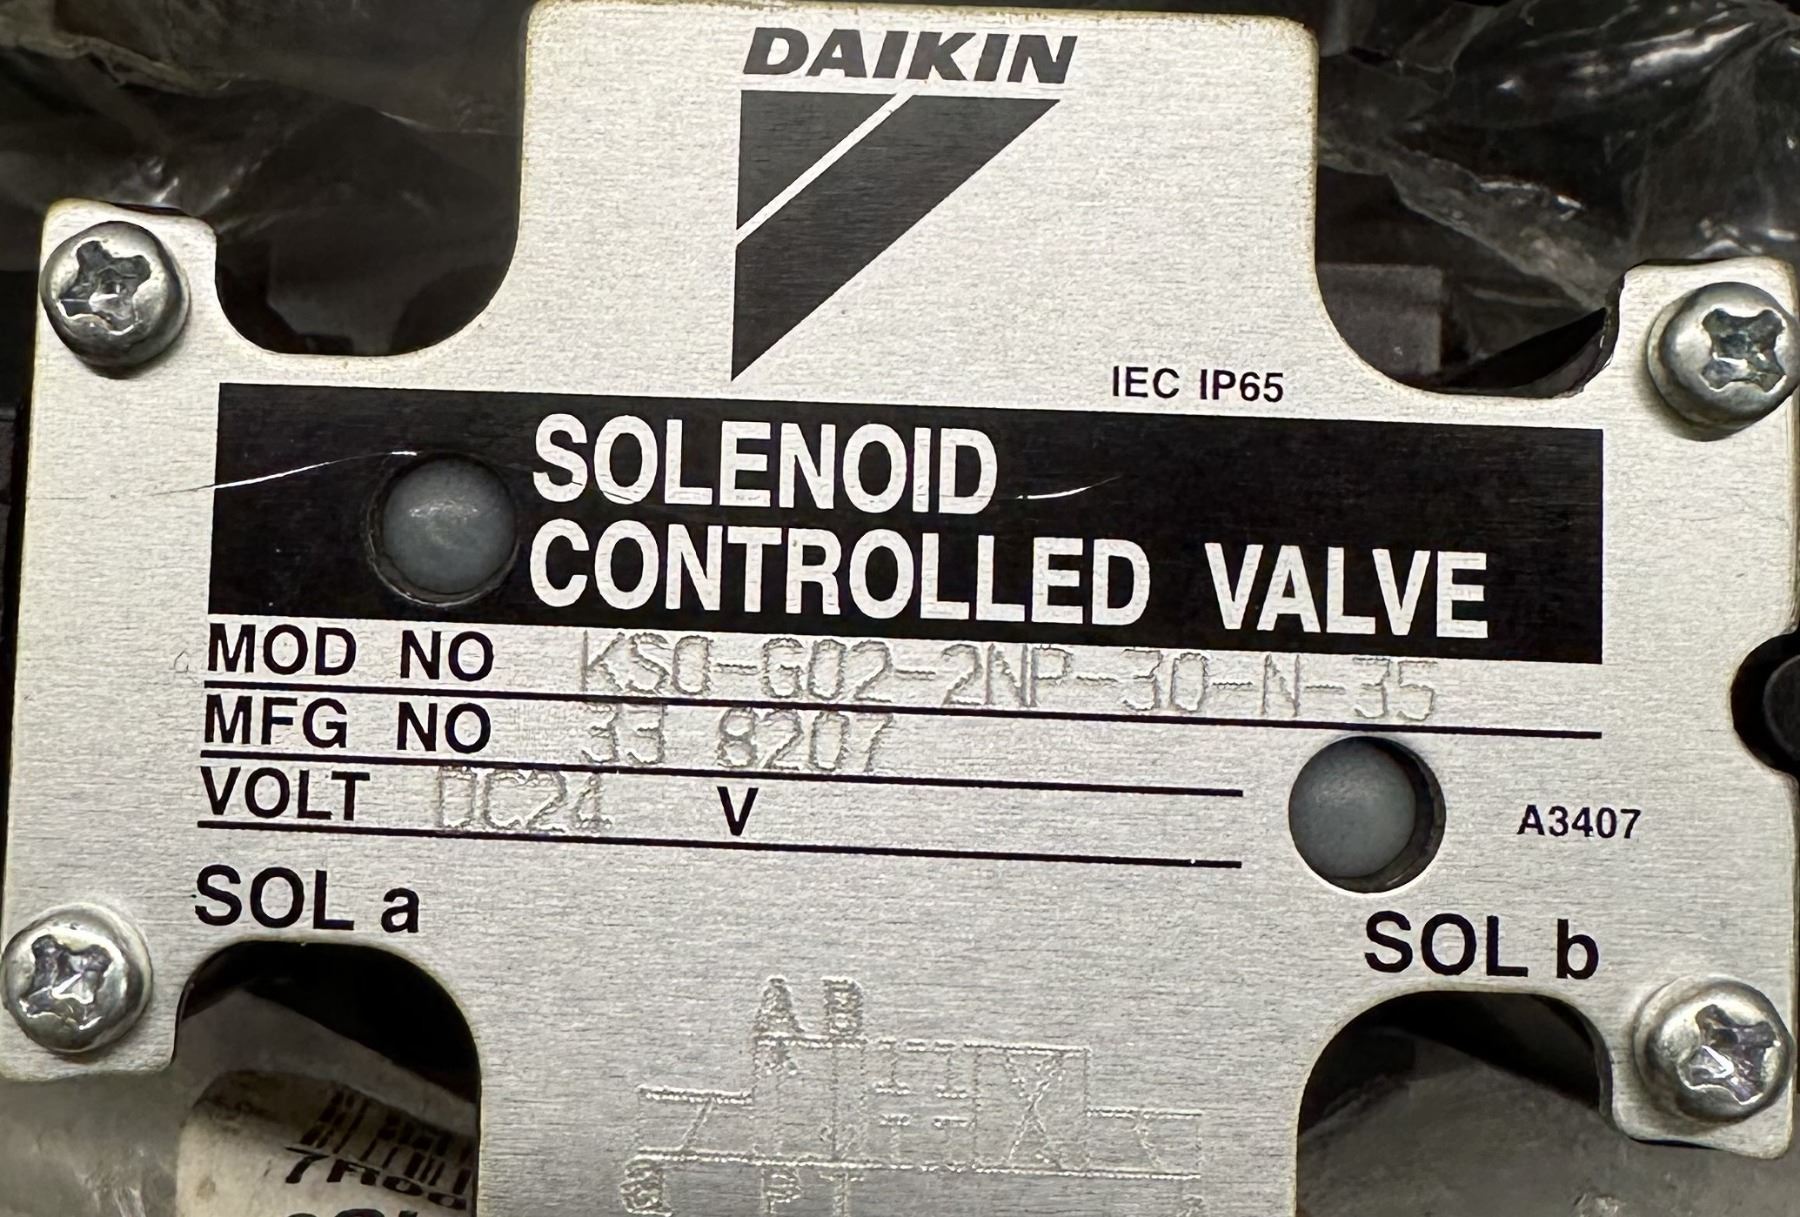 DAIKIN
IEC IP65
SOLENOID
CONTROLLED VALVE
MOD NO KSO-G02-2NP-30-N-35
MFG NO 33 8207
VOLT DC24 V
A3407
SOL a
SOL b
A B
a P T